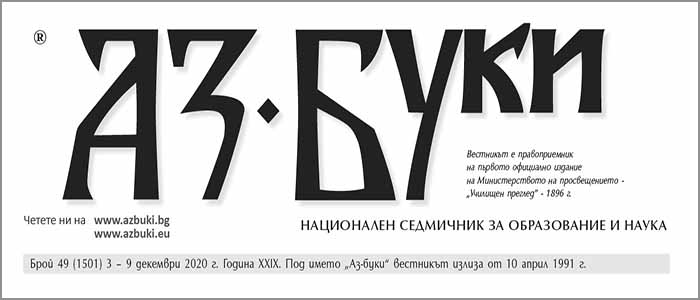 ®
Аз·Буки
Вестникът е правоприемник
на първото официално издание
на Министерството на просвещението -
„Училищен преглед" - 1896 г.
Четете ни на www.azbuki.bg
www.azbuki.eu
НАЦИОНАЛЕН СЕДМИЧНИК ЗА ОБРАЗОВАНИЕ И НАУКА
Брой 49 (1501) 3 – 9 декември 2020 г. Година XXIX. Под името „Аз-буки" вестникът излиза от 10 април 1991 г.